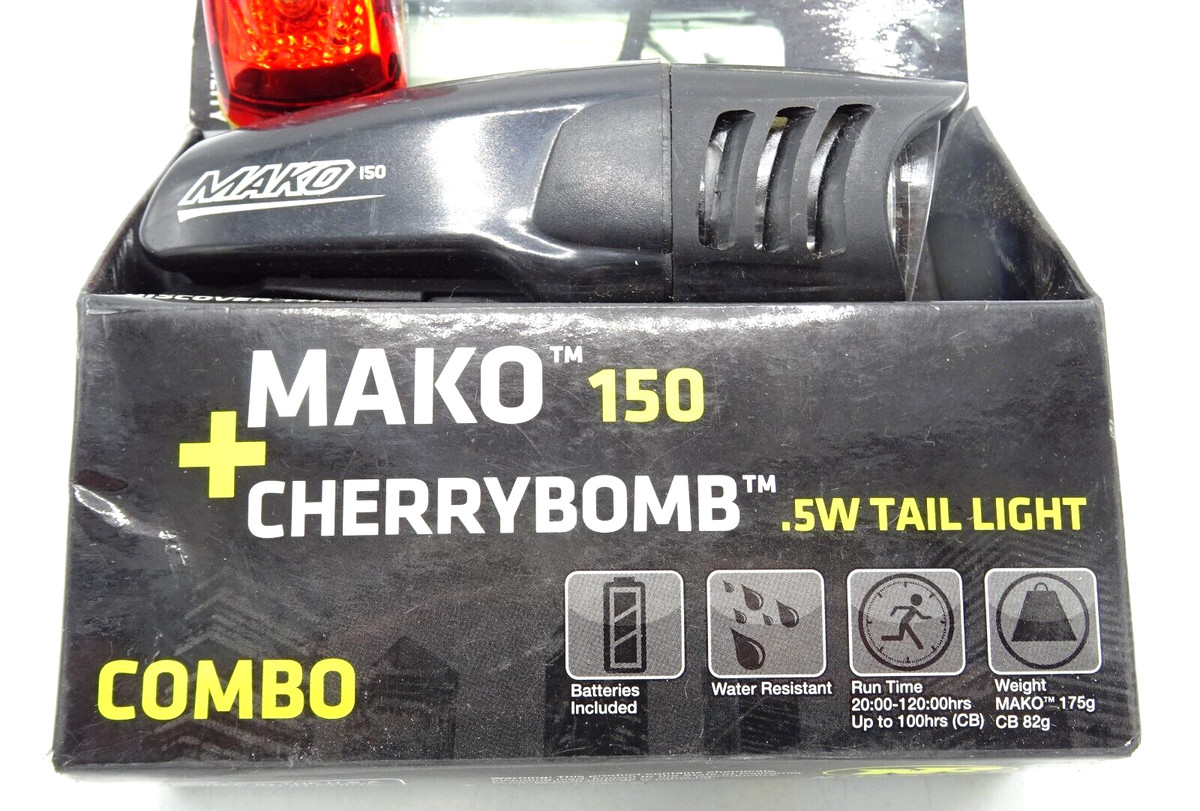 MAKO 150
MAKO™ 150
+
CHERRYBOMB™ .5W TAIL LIGHT
COMBO
Batteries
Included
Water Resistant
Run Time
20:00-120:00hrs
Up to 100hrs (CB)
Weight
MAKO™ 175g
CB 82g